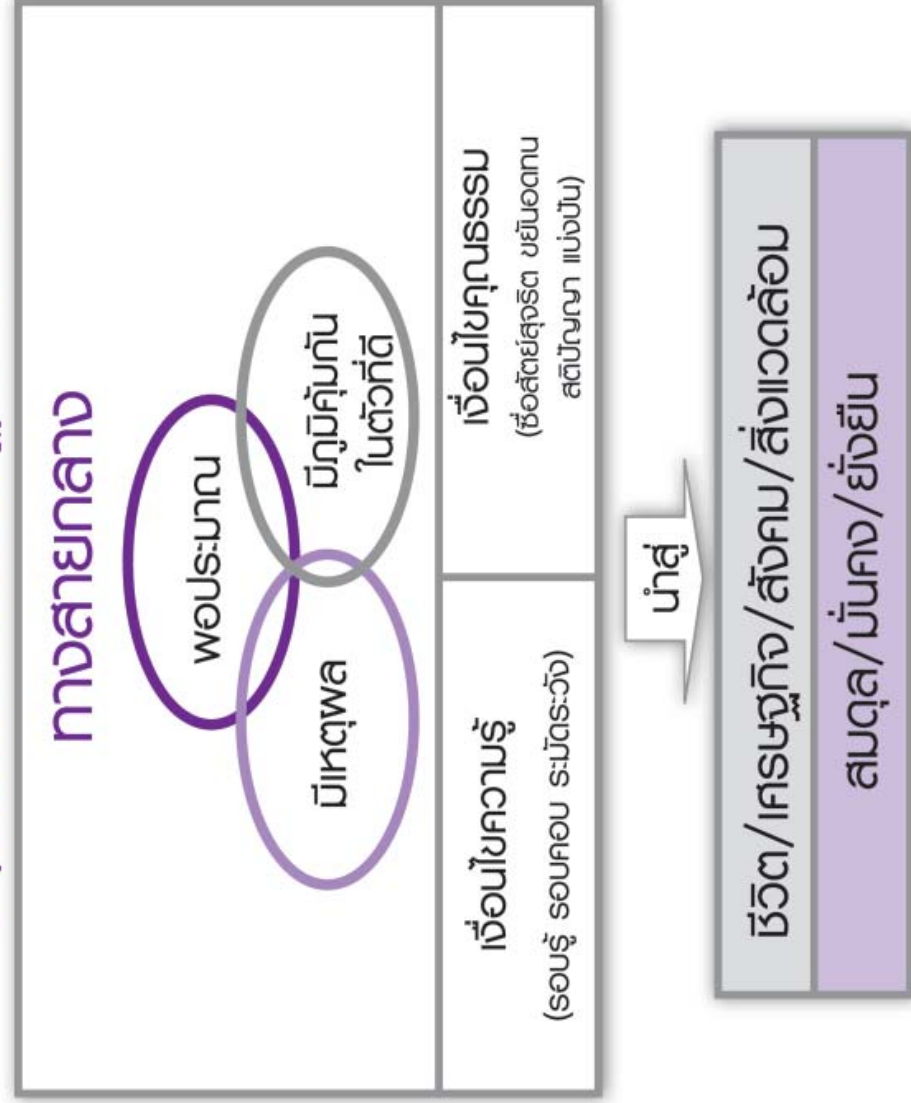 ทางสายกลาง
พอประมาณ
มีเหตุผล
มีภูมิคุ้มกัน
ในตัวที่ดี
เงื่อนไขความรู้
(รอบรู้ รอบคอบ ระมัดระวัง)
เงื่อนไขคุณธรรม
(ซื่อสัตย์สุจริต ขยันอดทน
สติปัญญา แบ่งปัน)
นำสู่
ชีวิต/เศรษฐกิจ/สังคม/สิ่งแวดล้อม
สมดุล/มั่นคง/ยั่งยืน